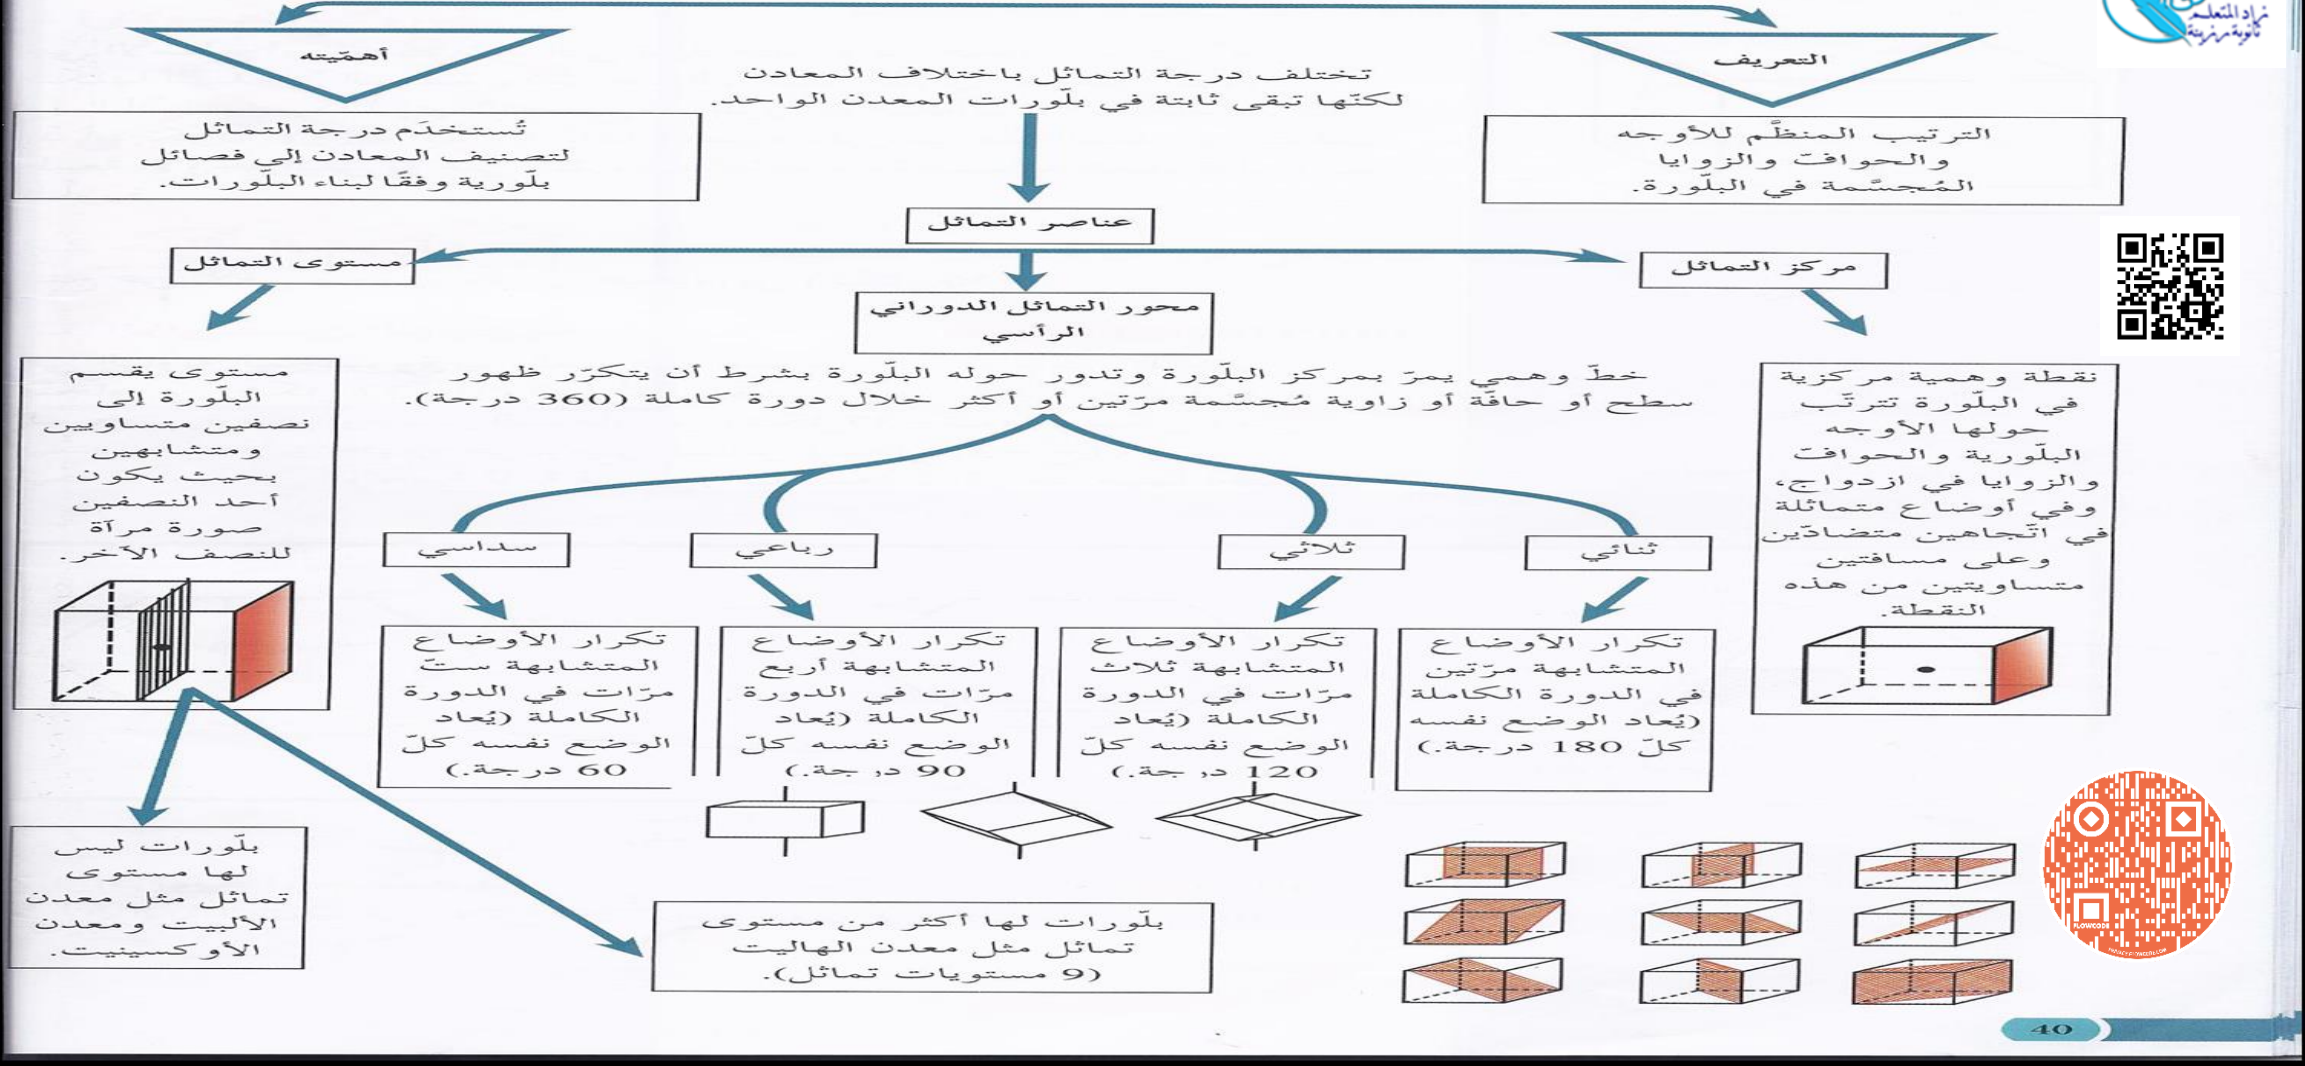 زاد المتعلم
ثانوية رزينة
التعريف
أهمّيته
تختلف درجة التماثل باختلاف المعادن
لكنّها تبقى ثابتة في بلّورات المعدن الواحد.
الترتيب المنظَّم للأوجه
والحوافّ والزوايا
المُجسَّمة في البلّورة.
تُستخدَم درجة التماثل
لتصنيف المعادن إلى فصائل
بلّورية وفقًا لبناء البلّورات.
عناصر التماثل
مركز التماثل
محور التماثل الدوراني
الرأسي
مستوى التماثل
نقطة وهمية مركزية
في البلّورة تترتّب
حولها الأوجه
البلّورية والحوافّ
والزوايا في ازدواج،
وفي أوضاع متماثلة
في اتّجاهين متضادّين
وعلى مسافتين
متساويتين من هذه
النقطة.
خطّ وهمي يمرّ بمركز البلّورة وتدور حوله البلّورة بشرط أن يتكرّر ظهور
سطح أو حافّة أو زاوية مُجسَّمة مرّتين أو أكثر خلال دورة كاملة (360 درجة).
مستوى يقسم
البلّورة إلى
نصفين متساويين
ومتشابهين
بحيث يكون
أحد النصفين
صورة مرآة
للنصف الآخر.
ثنائي
ثلاثي
رباعي
سداسي
تكرار الأوضاع
المتشابهة مرّتين
في الدورة الكاملة
(يُعاد الوضع نفسه
كلّ 180 درجة.)
تكرار الأوضاع
المتشابهة ثلاث
مرّات في الدورة
الكاملة (يُعاد
الوضع نفسه كلّ
120 درجة.)
تكرار الأوضاع
المتشابهة أربع
مرّات في الدورة
الكاملة (يُعاد
الوضع نفسه كلّ
90 درجة.)
تكرار الأوضاع
المتشابهة ستّ
مرّات في الدورة
الكاملة (يُعاد
الوضع نفسه كلّ
60 درجة.)
بلّورات لها أكثر من مستوى
تماثل مثل معدن الهاليت
(9 مستويات تماثل).
بلّورات ليس
لها مستوى
تماثل مثل معدن
الألبيت ومعدن
الأوكسينيت.
FLOWCODE
40